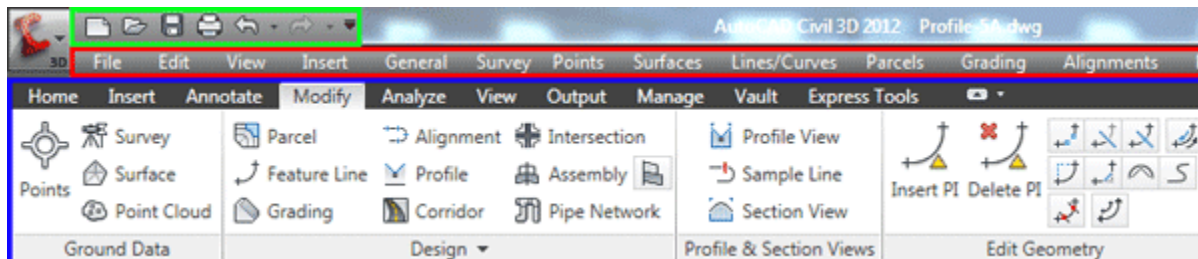 AutoCAD Civil 3D 2012 Profile-5A.dwg
3D
File Edit View Insert General Survey Points Surfaces Lines/Curves Parcels Grading Alignments
Home Insert Annotate Modify Analyze View Output Manage Vault Express Tools
Survey Parcel Alignment Intersection Profile View
Points Surface Feature Line Profile Assembly Sample Line Insert PI Delete PI
Point Cloud Grading Corridor Pipe Network Section View
Ground Data Design Profile & Section Views Edit Geometry